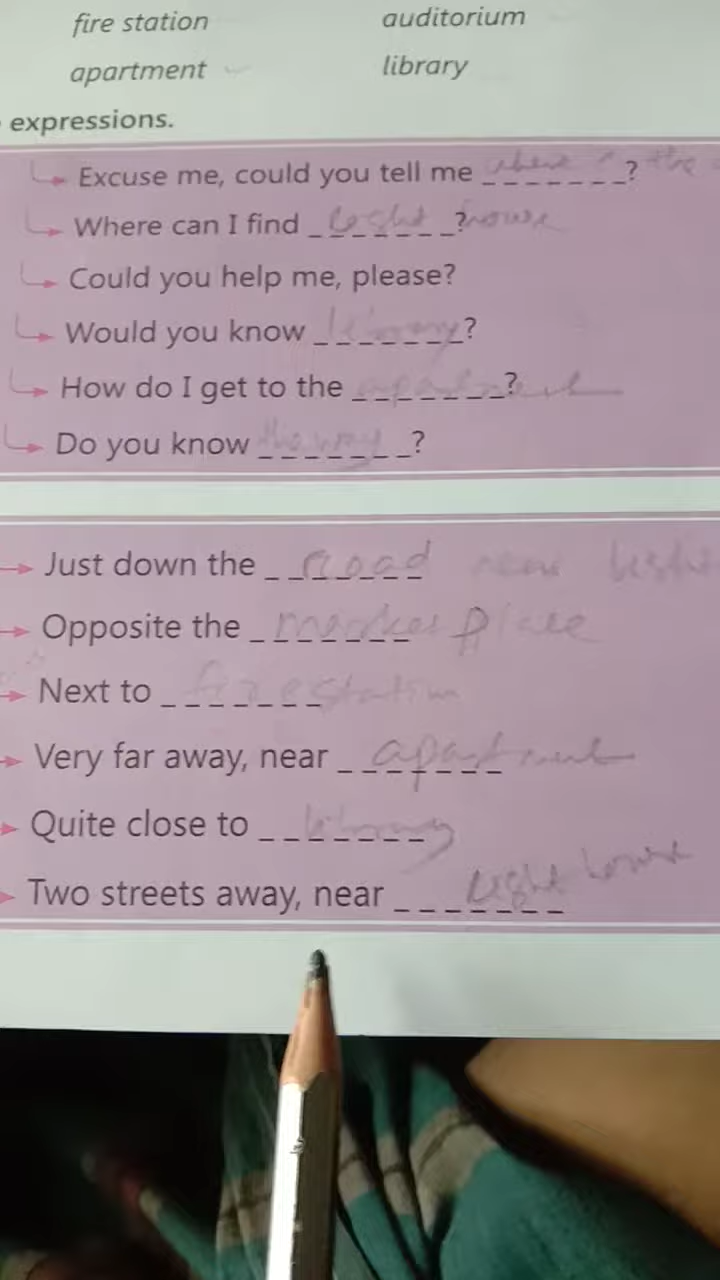 fire station auditorium
apartment library
expressions.
Excuse me, could you tell me where is _ _ _ _ _ _ _? the
Where can I find light _ _ _ _ _ _ _? house
Could you help me, please?
Would you know library _ _ _ _ _ _ _?
How do I get to the apartment _ _ _ _ _ _ _?
Do you know the way _ _ _ _ _ _ _?
Just down the road _ _ _ _ _ _ _ near
Opposite the market place _ _ _ _ _ _ _
Next to fire station _ _ _ _ _ _ _
Very far away, near apartment _ _ _ _ _ _ _
Quite close to library _ _ _ _ _ _ _
Two streets away, near light house _ _ _ _ _ _ _